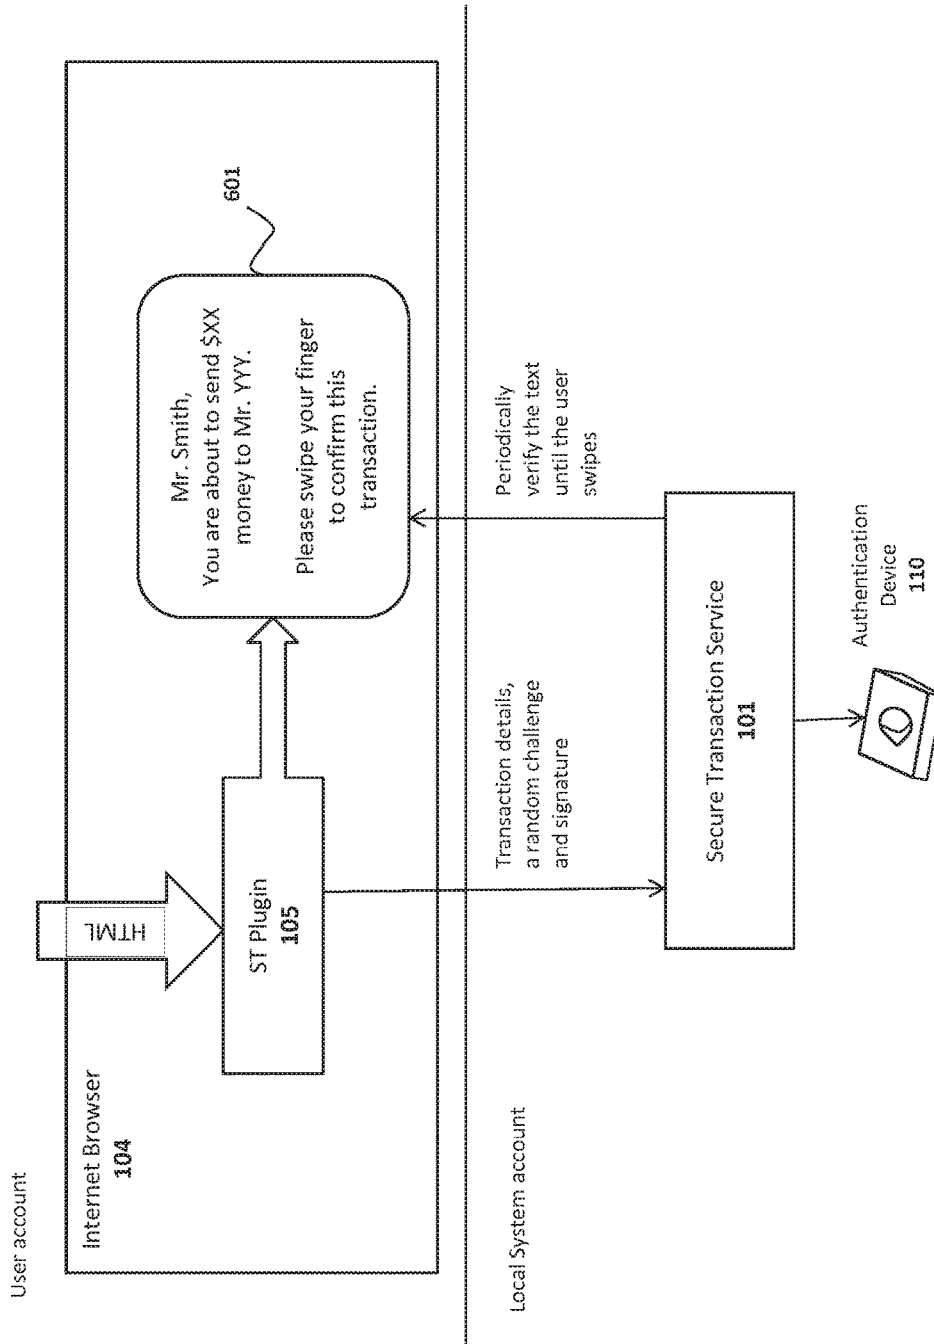 User account
Internet Browser
104
HTML
ST Plugin
105
Mr. Smith,
You are about to send $XX
money to Mr. YYY.
Please swipe your finger
to confirm this
transaction.
601
Local System account
Transaction details,
a random challenge
and signature
Periodically
verify the text
until the user
swipes
Secure Transaction Service
101
Authentication
Device
110